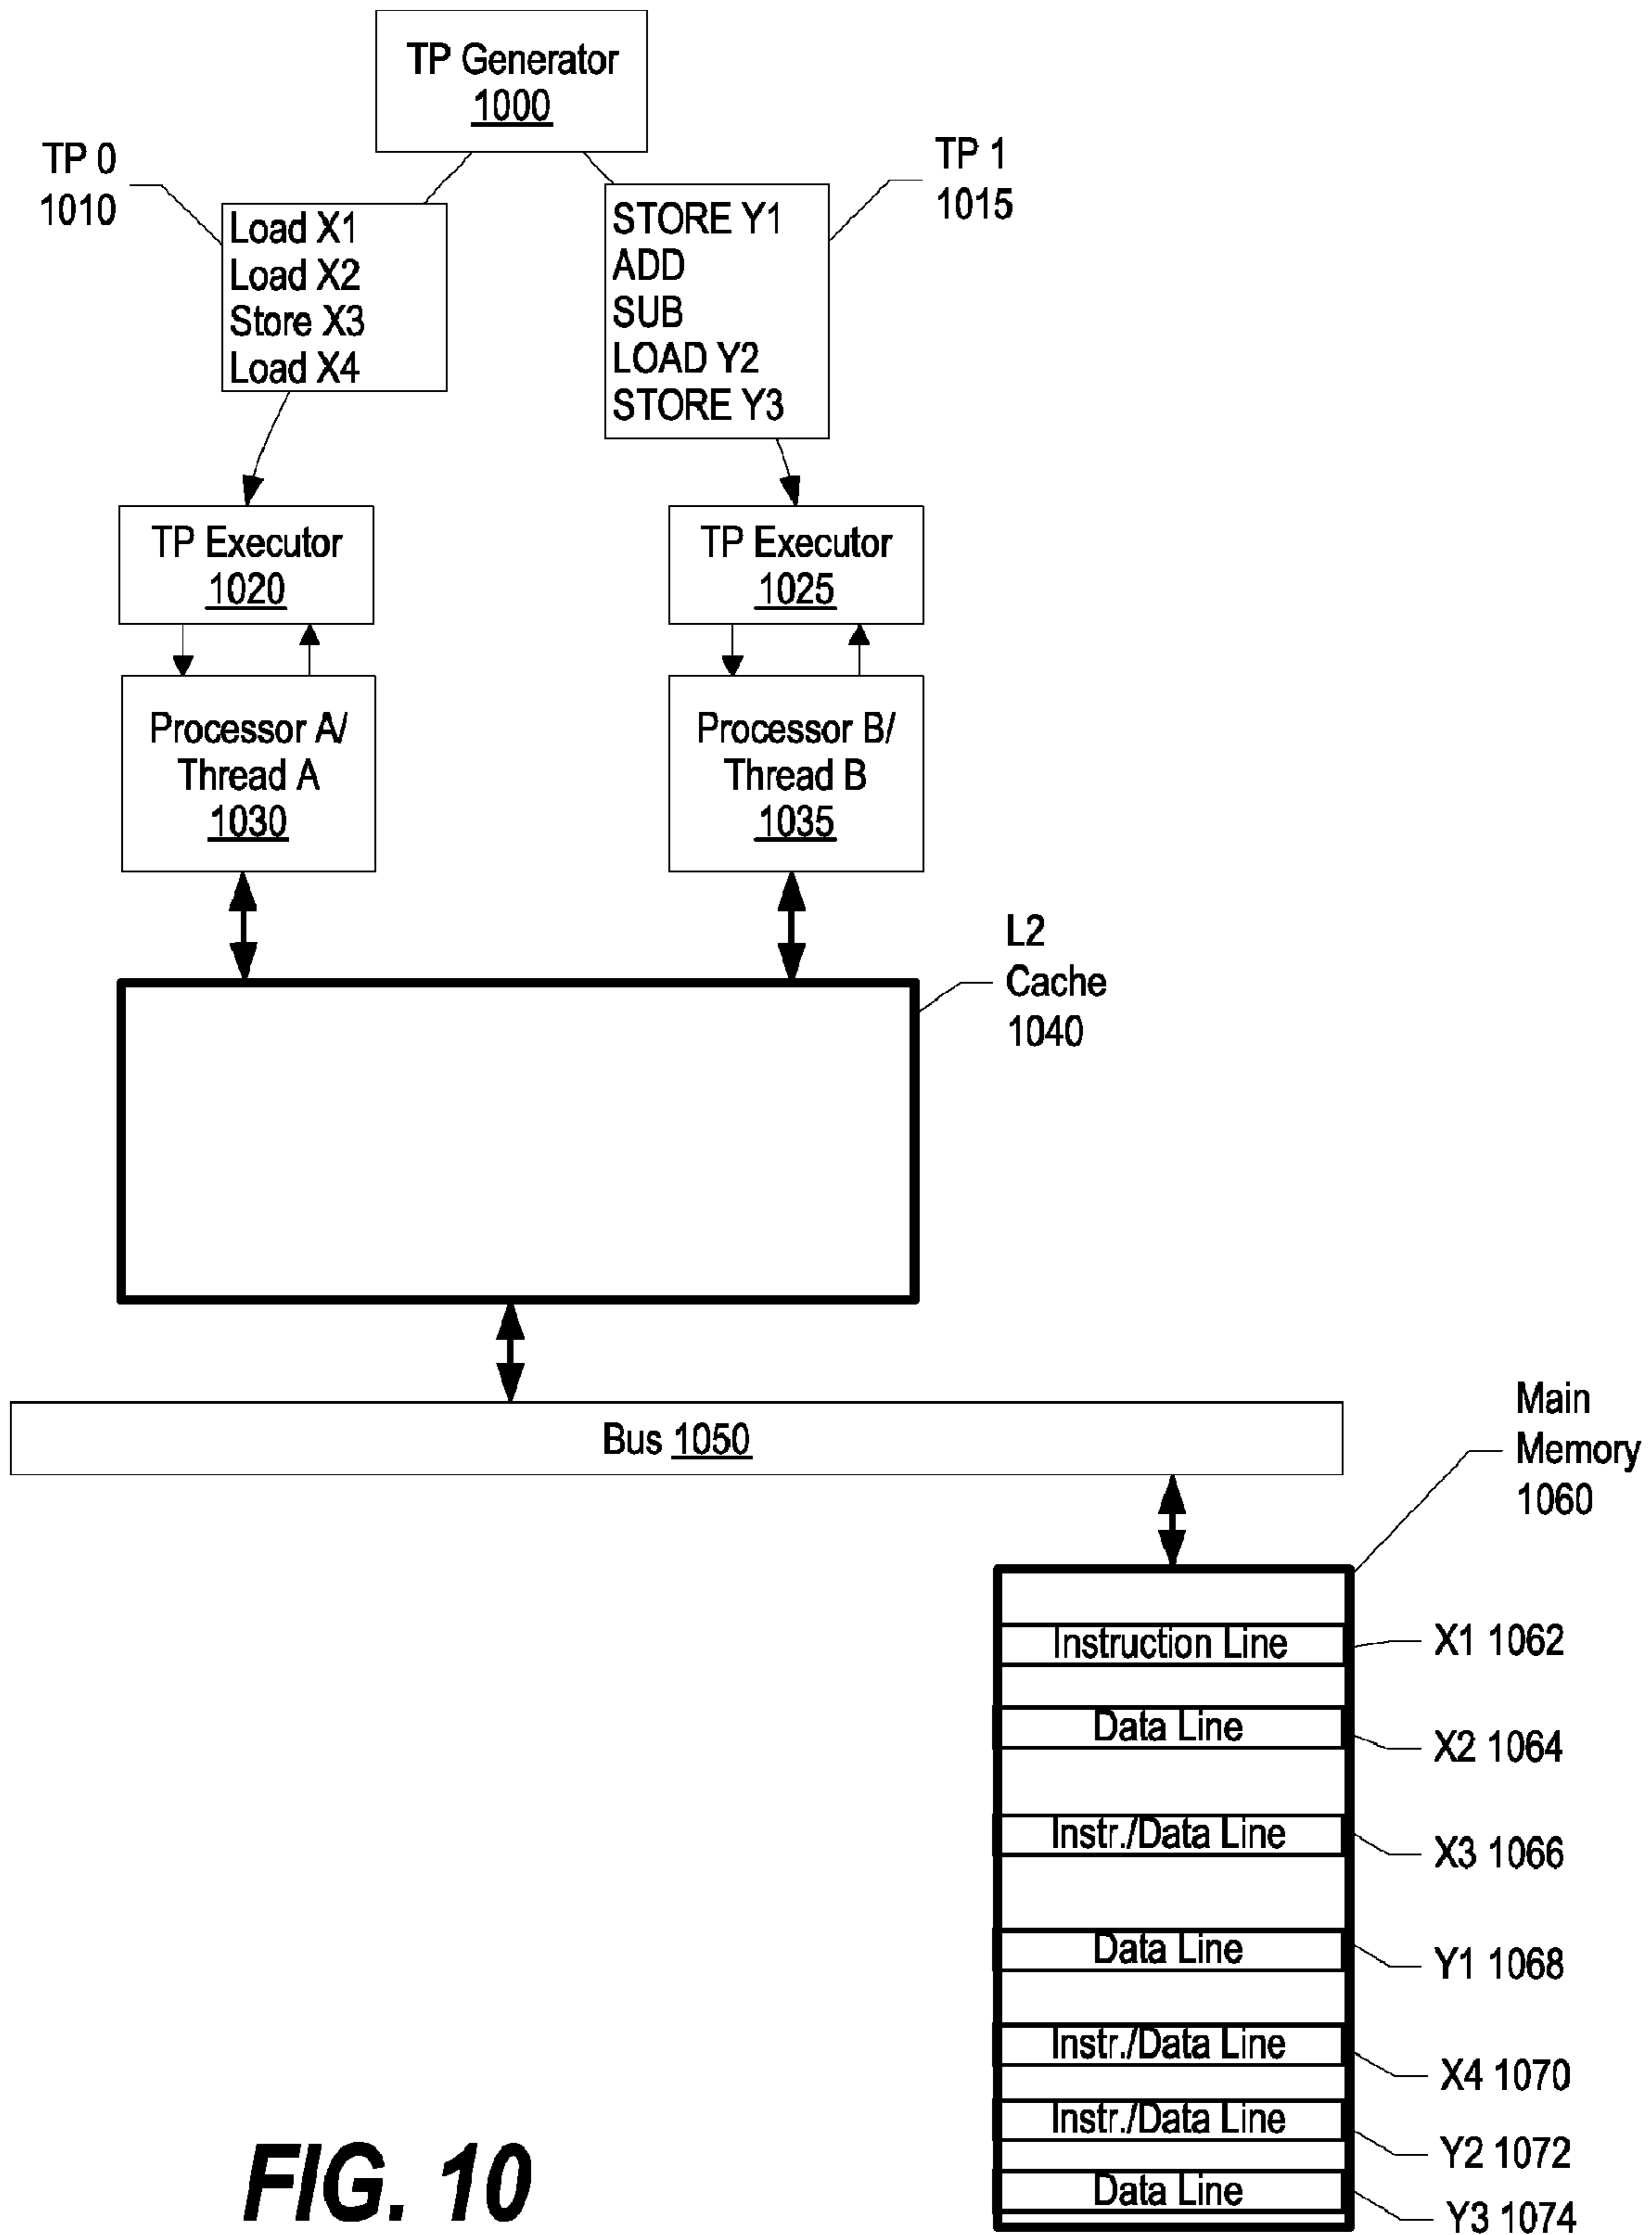 TP Generator
1000
TP 0
1010
TP 1
1015
Load X1
Load X2
Store X3
Load X4
STORE Y1
ADD
SUB
LOAD Y2
STORE Y3
TP Executor
1020
TP Executor
1025
Processor A/
Thread A
1030
Processor B/
Thread B
1035
L2
Cache
1040
Bus 1050
Main
Memory
1060
Instruction Line
X1 1062
Data Line
X2 1064
Instr./Data Line
X3 1066
Data Line
Y1 1068
Instr./Data Line
X4 1070
Instr./Data Line
Y2 1072
Data Line
Y3 1074
FIG. 10